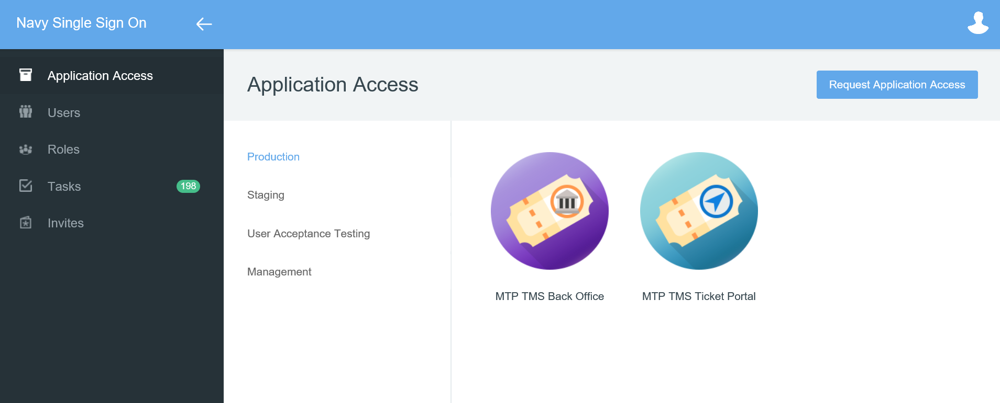 Navy Single Sign On
Application Access
Users
Roles
Tasks
198
Invites
Application Access
Request Application Access
Production
Staging
User Acceptance Testing
Management
MTP TMS Back Office
MTP TMS Ticket Portal